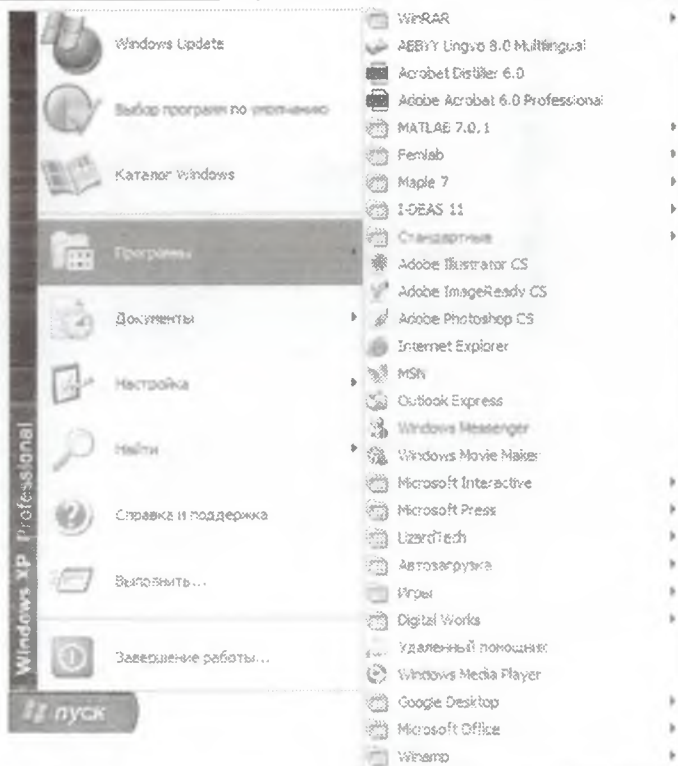 Windows Update
Выбор программ по умолчанию
Каталог Windows
Программы
Документы
Настройка
Найти
Справка и поддержка
Выполнить...
Завершение работы...
Windows XP Professional
пуск
WinRAR
ABBYY Lingvo 8.0 Multilingual
Acrobat Distiller 6.0
Adobe Acrobat 6.0 Professional
MATLAB 7.0.1
Femlab
Maple 7
I-DEAS 11
Стандартные
Adobe Illustrator CS
Adobe ImageReady CS
Adobe Photoshop CS
Internet Explorer
MSN
Outlook Express
Windows Messenger
Windows Movie Maker
Microsoft Interactive
Microsoft Press
LizardTech
Автозагрузка
Игры
Digital Works
Удаленный помощник
Windows Media Player
Google Desktop
Microsoft Office
Winamp